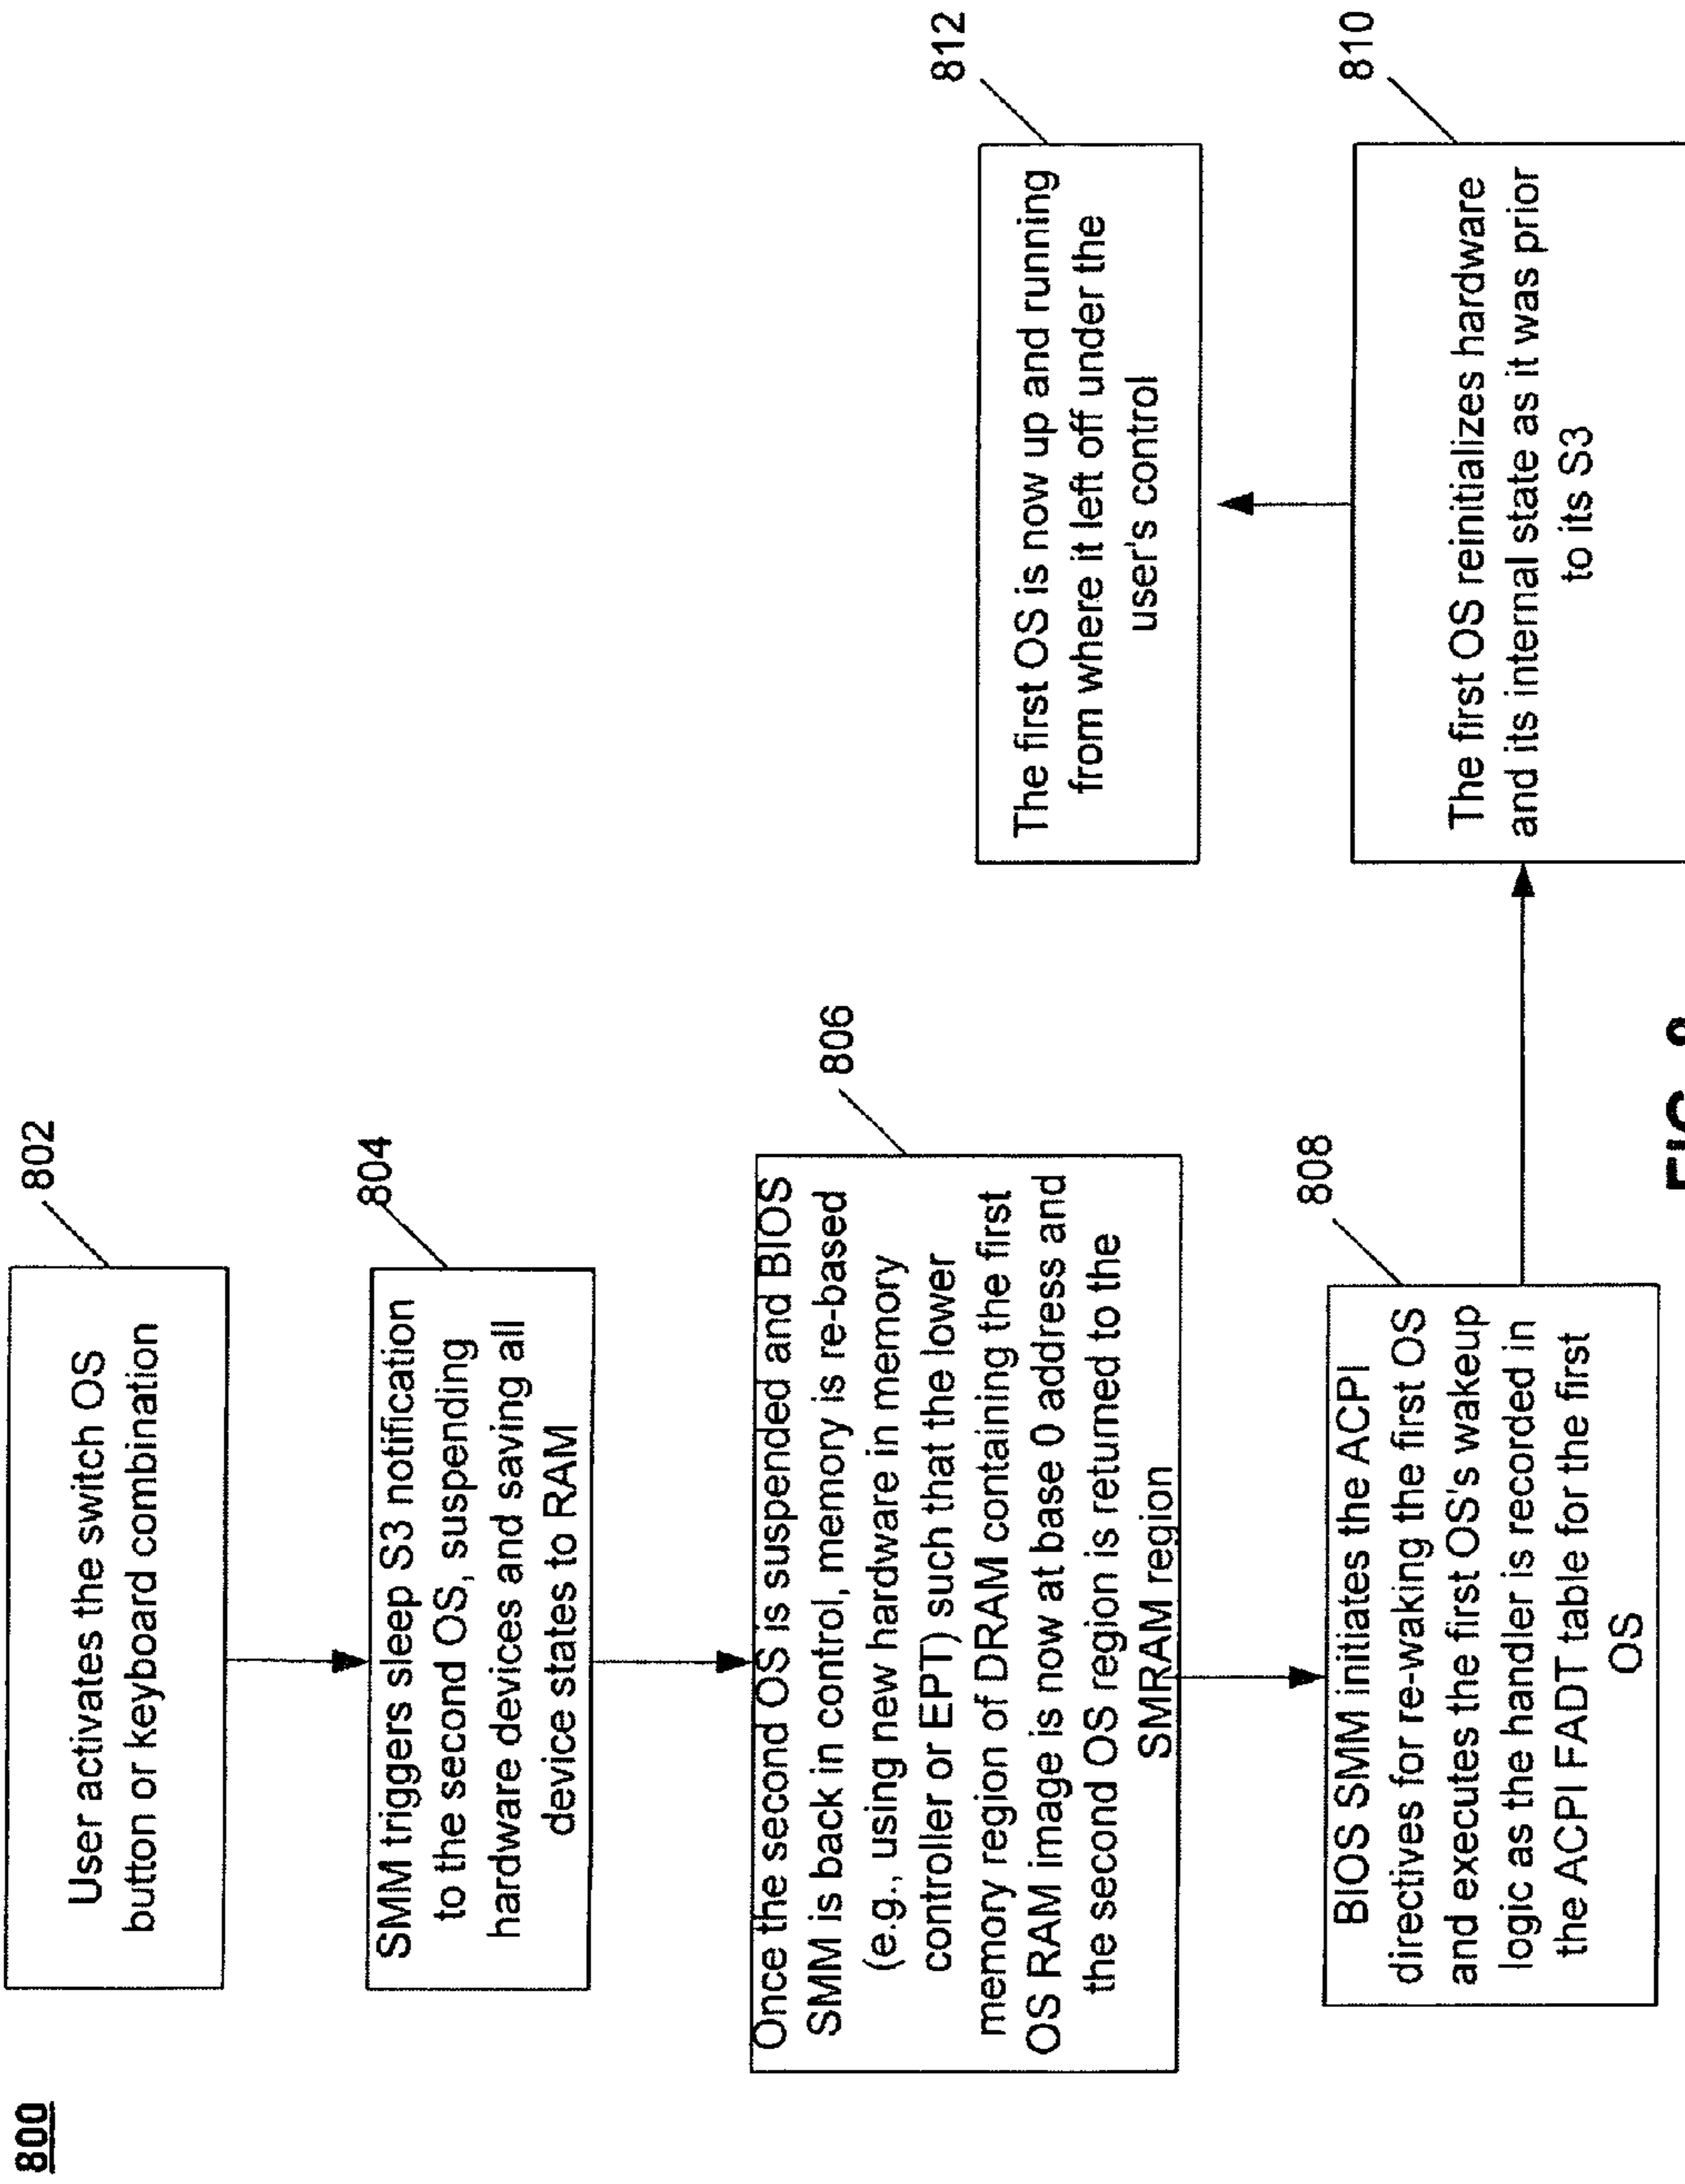 800
802
User activates the switch OS
button or keyboard combination
804
SMM triggers sleep S3 notification
to the second OS, suspending
hardware devices and saving all
device states to RAM
806
Once the second OS is suspended and BIOS
SMM is back in control, memory is re-based
(e.g., using new hardware in memory
controller or EPT) such that the lower
memory region of DRAM containing the first
OS RAM image is now at base 0 address and
the second OS region is returned to the
SMRAM region
808
BIOS SMM initiates the ACPI
directives for re-waking the first OS
and executes the first OS's wakeup
logic as the handler is recorded in
the ACPI FADT table for the first
OS
810
The first OS reinitializes hardware
and its internal state as it was prior
to its S3
812
The first OS is now up and running
from where it left off under the
user's control